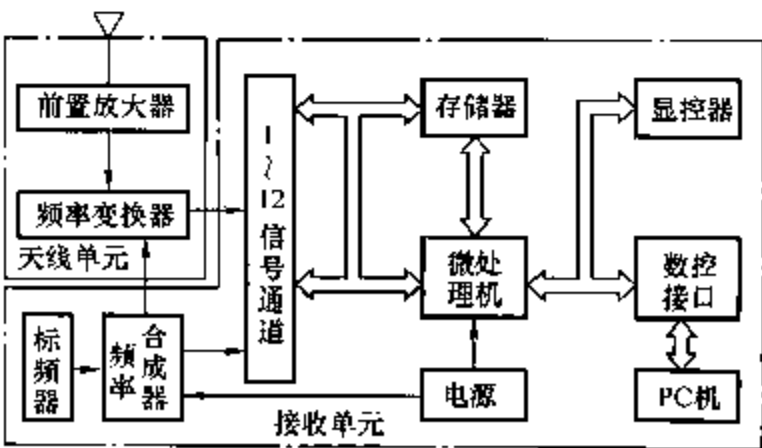 前置放大器
频率变换器
天线单元
标频器
频率
合成器
1~12信号通道
存储器
微处
理机
电源
显控器
数控
接口
PC机
接收单元